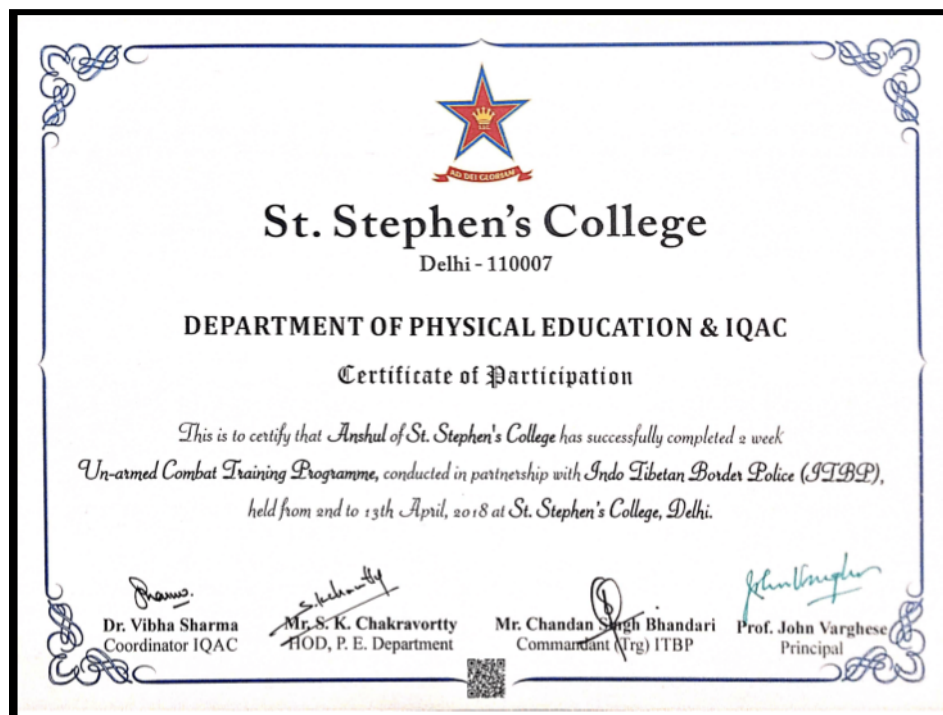 AD DEI GLORIAM
St. Stephen's College
Delhi - 110007
DEPARTMENT OF PHYSICAL EDUCATION & IQAC
Certificate of Participation
This is to certify that Anshul of St. Stephen's College has successfully completed 2 week
Un-armed Combat Training Programme, conducted in partnership with Indo Tibetan Border Police (ITBP),
held from 2nd to 13th April, 2018 at St. Stephen's College, Delhi.
Dr. Vibha Sharma
Coordinator IQAC
Mr. S. K. Chakravortty
HOD, P. E. Department
Mr. Chandan Singh Bhandari
Commandant (Trg) ITBP
Prof. John Varghese
Principal